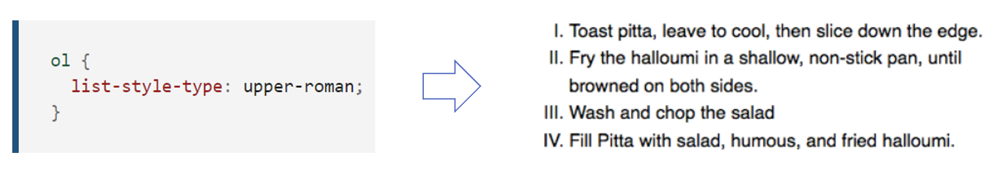 ol {
  list-style-type: upper-roman;
}
I. Toast pitta, leave to cool, then slice down the edge.
II. Fry the halloumi in a shallow, non-stick pan, until
browned on both sides.
III. Wash and chop the salad
IV. Fill Pitta with salad, humous, and fried halloumi.